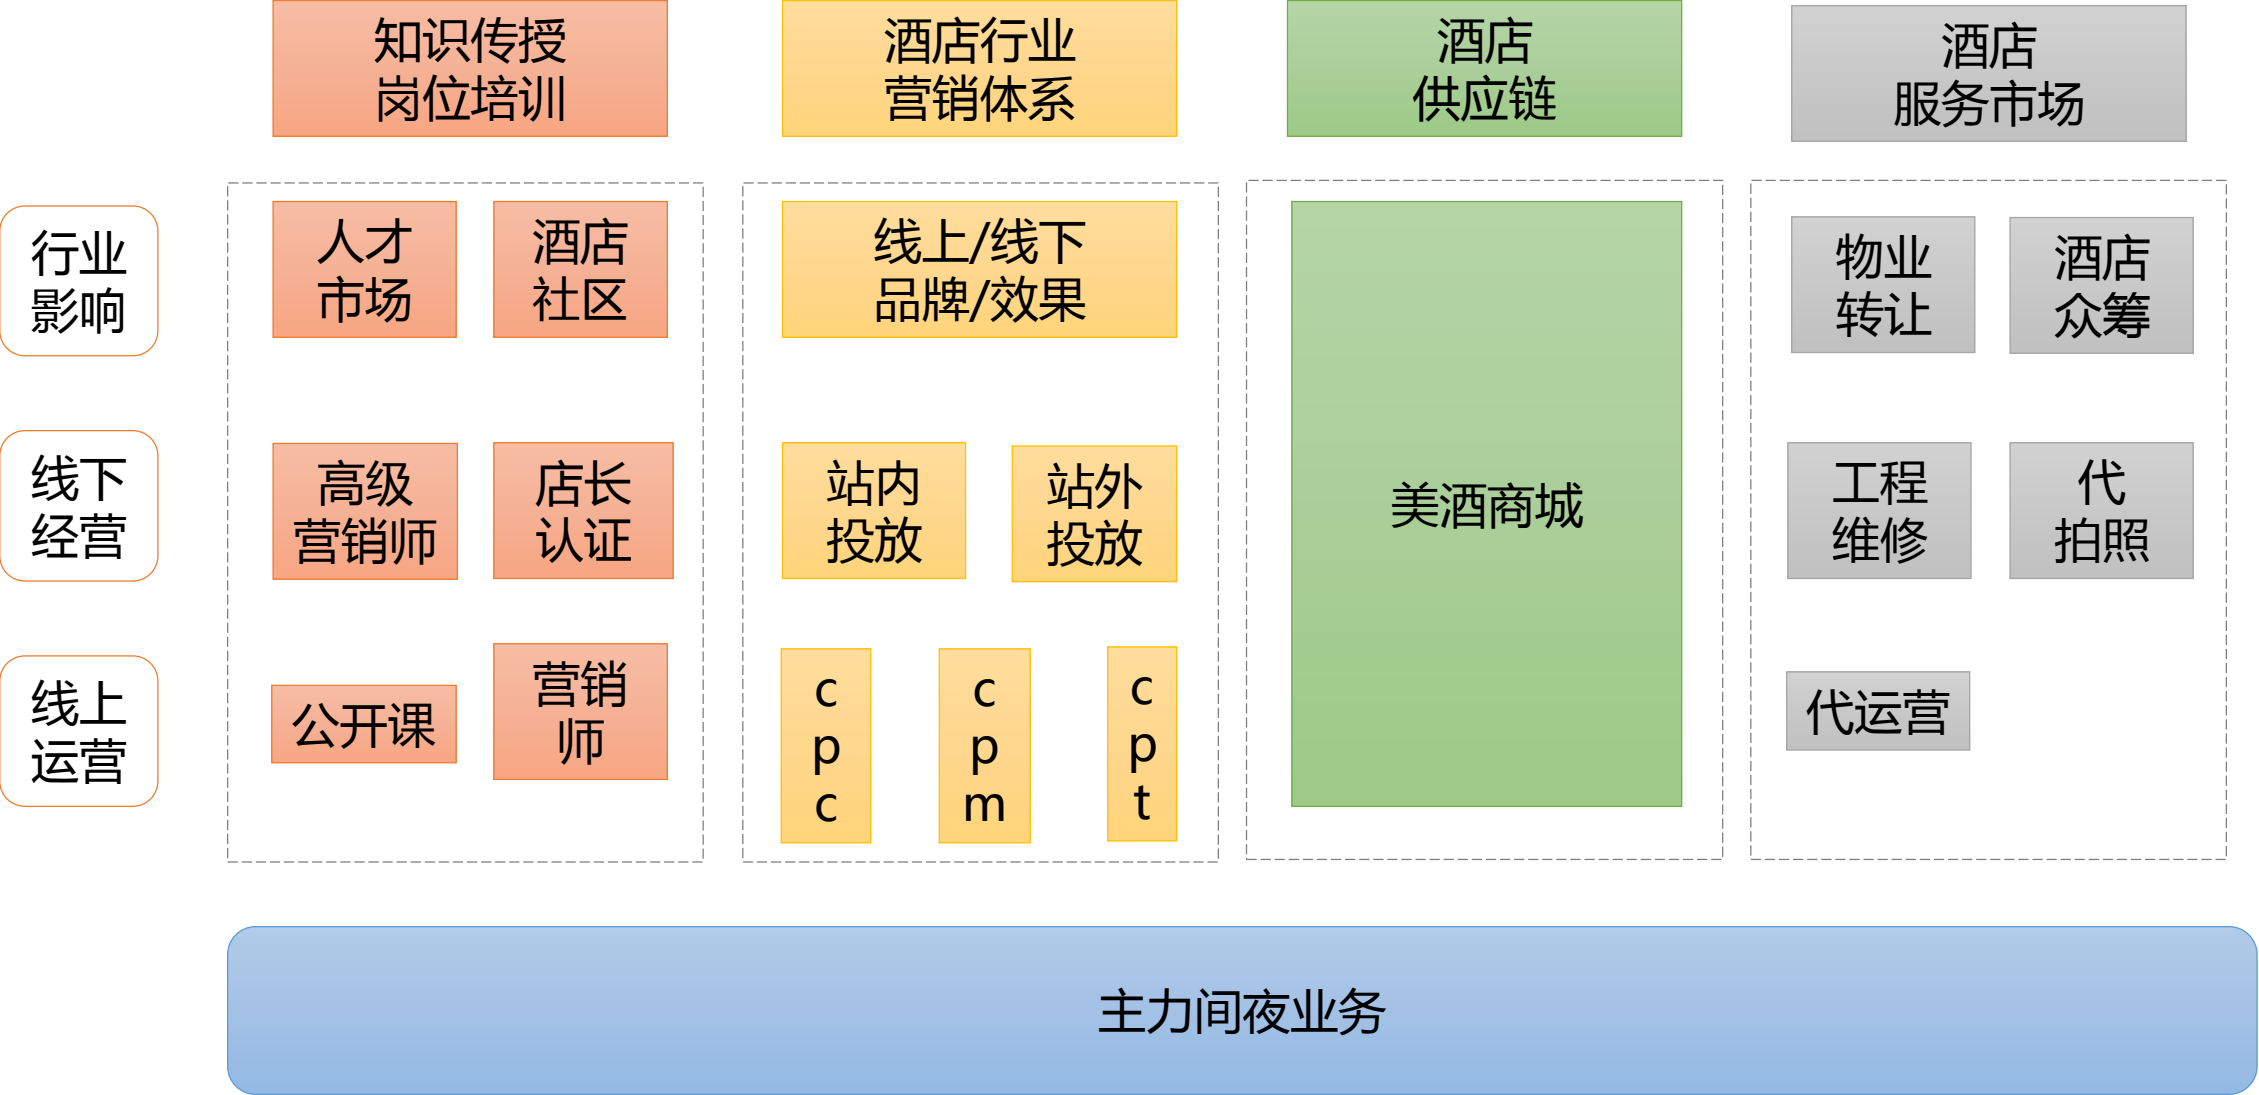 知识传授
岗位培训
酒店行业
营销体系
酒店
供应链
酒店
服务市场
行业
影响
人才
市场
酒店
社区
线上/线下
品牌/效果
物业
转让
酒店
众筹
线下
经营
高级
营销师
店长
认证
站内
投放
站外
投放
美酒商城
工程
维修
代
拍照
线上
运营
公开课
营销
师
c
p
c
c
p
m
c
p
t
代运营
主力间夜业务